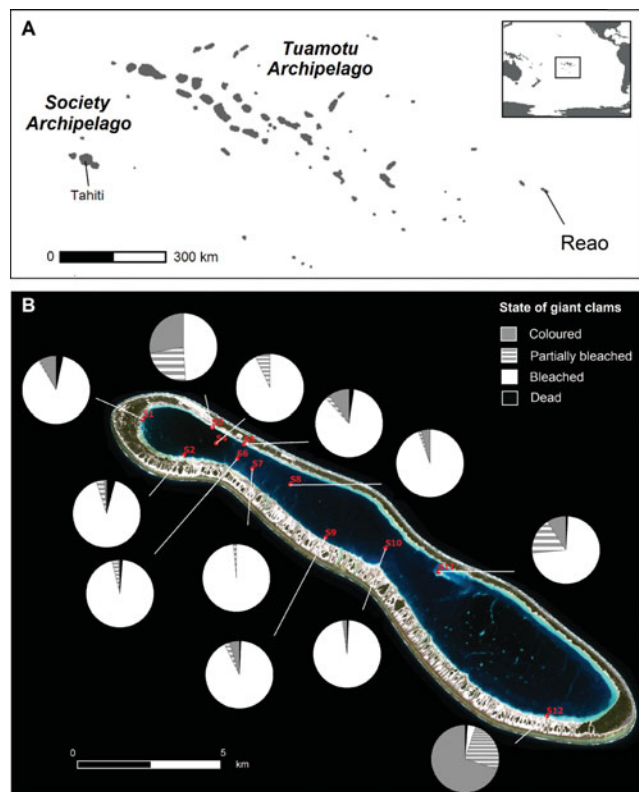 A
Tuamotu
Archipelago
Society
Archipelago
Tahiti
Reao
0 300 km
B
State of giant clams
Coloured
Partially bleached
Bleached
Dead
S1
S2
S6
S7
S8
S9
S10
S12
0 5
km